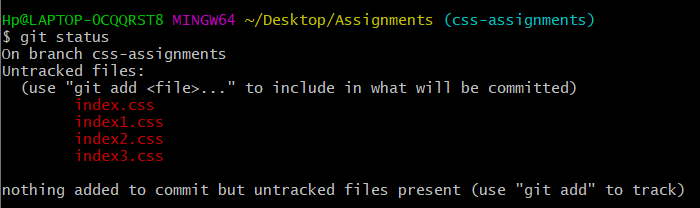 Hp@LAPTOP-OCQQRST8 MINGW64 ~/Desktop/Assignments (css-assignments)
$ git status
On branch css-assignments
Untracked files:
  (use "git add <file>..." to include in what will be committed)
        index.css
        index1.css
        index2.css
        index3.css

nothing added to commit but untracked files present (use "git add" to track)